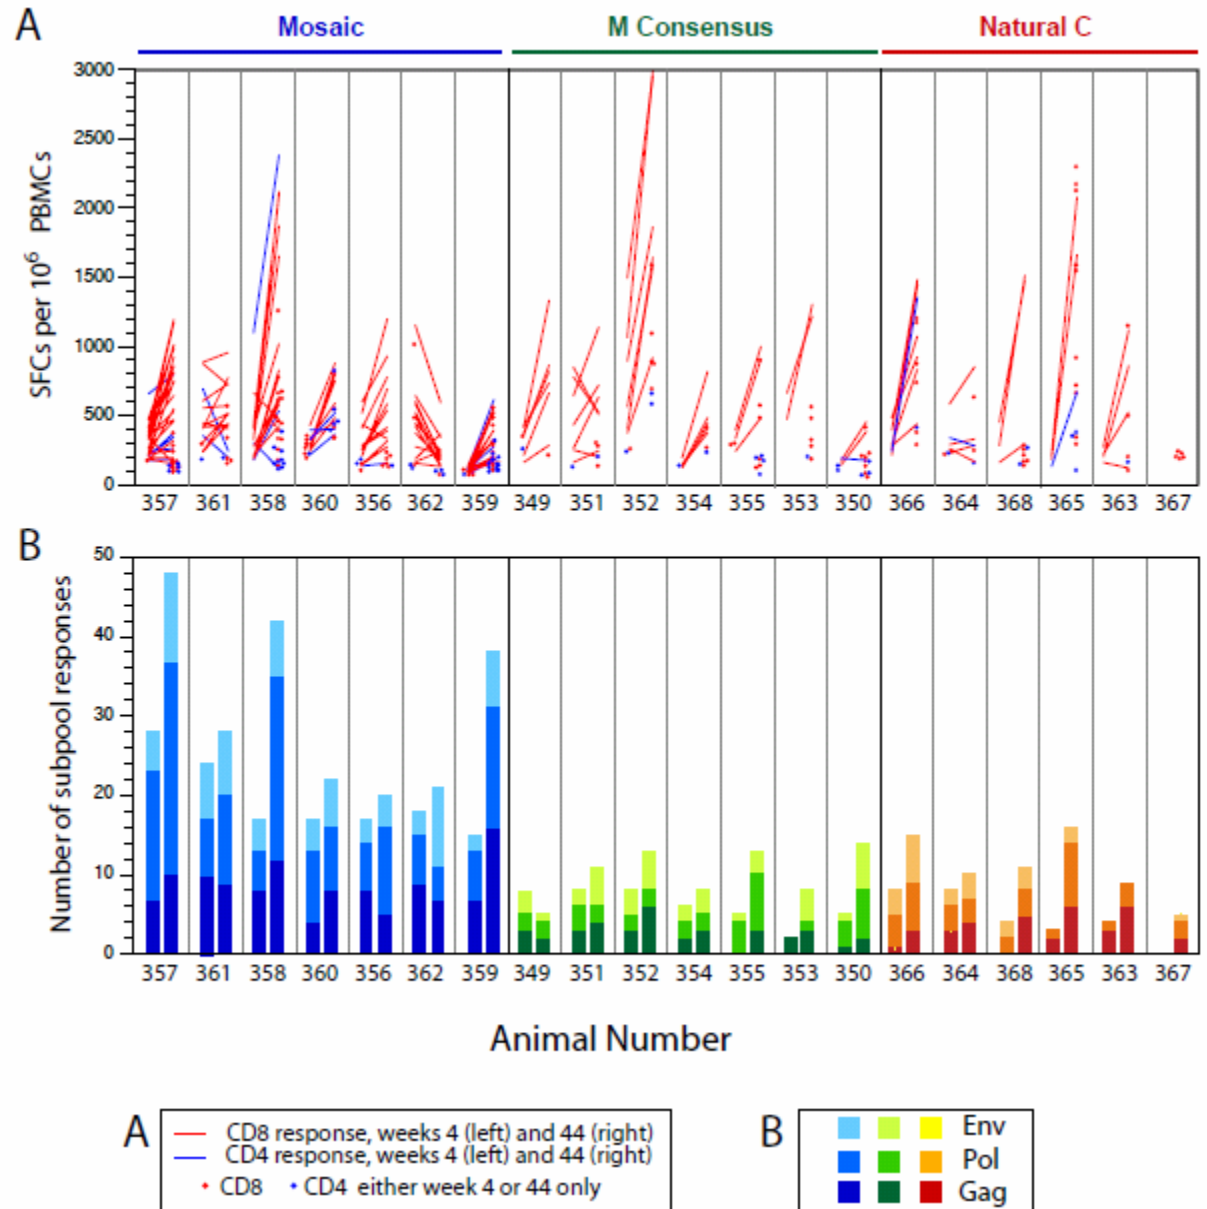 A
Mosaic M Consensus Natural C
SFCs per 10⁶ PBMCs
3000
2500
2000
1500
1000
500
0
357 361 358 360 356 362 359 349 351 352 354 355 353 350 366 364 368 365 363 367
B
Number of subpool responses
50
40
30
20
10
0
357 361 358 360 356 362 359 349 351 352 354 355 353 350 366 364 368 365 363 367
Animal Number
A
CD8 response, weeks 4 (left) and 44 (right)
CD4 response, weeks 4 (left) and 44 (right)
CD8 CD4 either week 4 or 44 only
B
Env
Pol
Gag